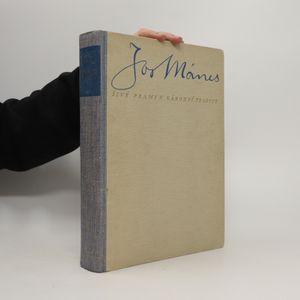 Jos Mánes
ŽIVÝ PRAMEN NÁRODNÍ TRADICE